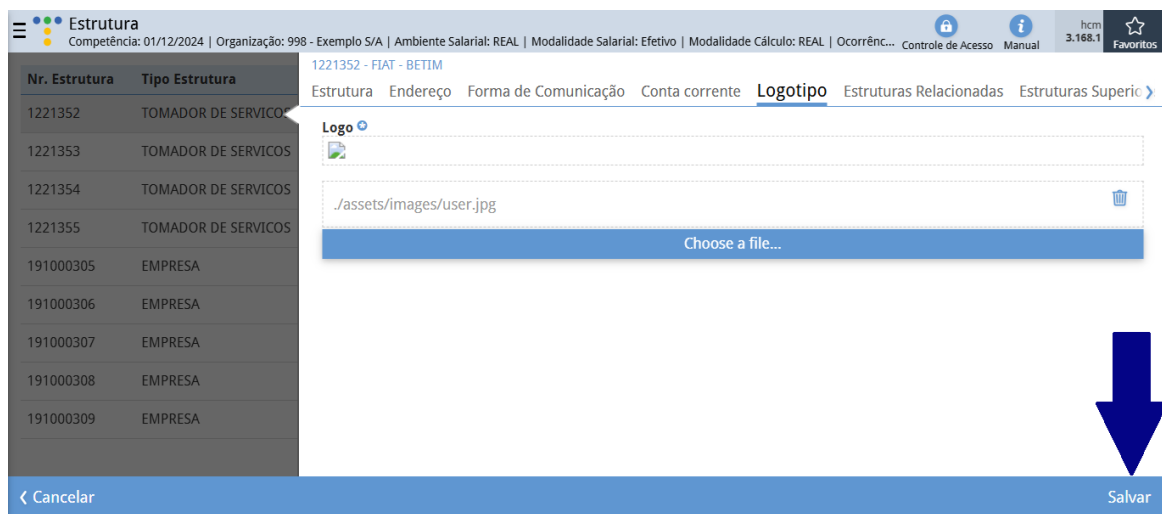 Estrutura
Competência: 01/12/2024 | Organização: 998 - Exemplo S/A | Ambiente Salarial: REAL | Modalidade Salarial: Efetivo | Modalidade Cálculo: REAL | Ocorrênc...
Controle de Acesso
Manual
hcm
3.168.1
Favoritos
1221352 - FIAT - BETIM
Estrutura Endereço Forma de Comunicação Conta corrente Logotipo Estruturas Relacionadas Estruturas Superio
Nr. Estrutura Tipo Estrutura
1221352 TOMADOR DE SERVICOS
1221353 TOMADOR DE SERVICOS
1221354 TOMADOR DE SERVICOS
1221355 TOMADOR DE SERVICOS
191000305 EMPRESA
191000306 EMPRESA
191000307 EMPRESA
191000308 EMPRESA
191000309 EMPRESA
Logo
./assets/images/user.jpg
Choose a file...
Cancelar
Salvar